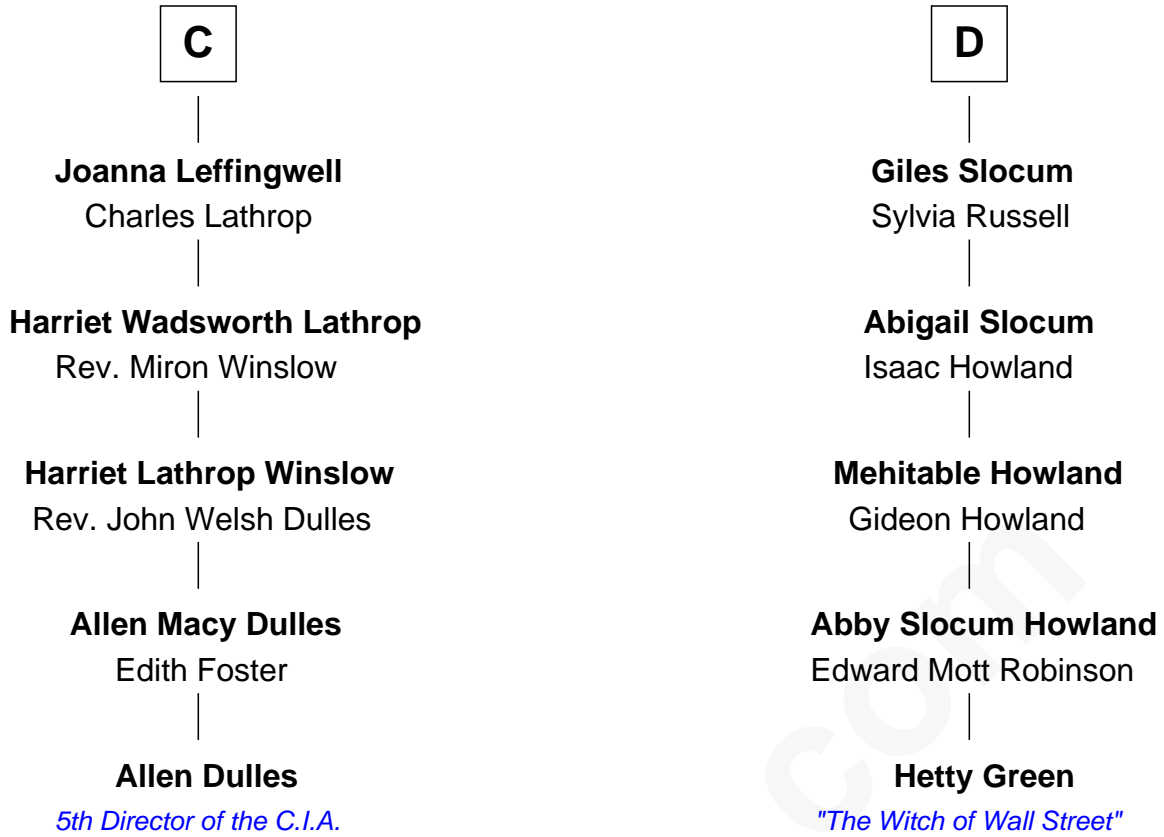 C
Joanna Leffingwell
Charles Lathrop
Harriet Wadsworth Lathrop
Rev. Miron Winslow
Harriet Lathrop Winslow
Rev. John Welsh Dulles
Allen Macy Dulles
Edith Foster
Allen Dulles
5th Director of the C.I.A.
D
Giles Slocum
Sylvia Russell
Abigail Slocum
Isaac Howland
Mehitable Howland
Gideon Howland
Abby Slocum Howland
Edward Mott Robinson
Hetty Green
"The Witch of Wall Street"
com